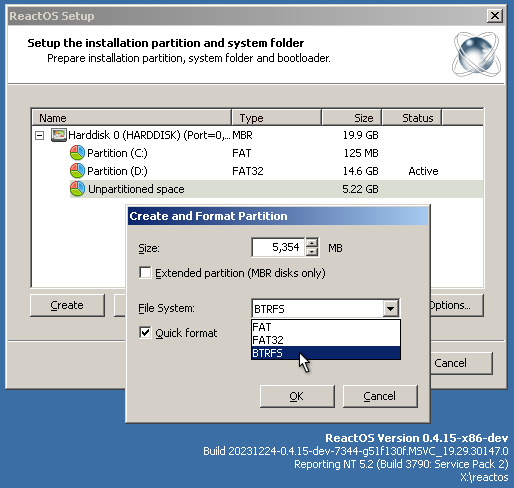 ReactOS Setup
Setup the installation partition and system folder
Prepare installation partition, system folder and bootloader.
Name Type Size Status
Harddisk 0 (HARDDISK) (Port=0,... MBR 19.9 GB
Partition (C:) FAT 125 MB
Partition (D:) FAT32 14.6 GB Active
Unpartitioned space 5.22 GB
Create and Format Partition
Size: 5,354 MB
Extended partition (MBR disks only)
Create
File System: BTRFS
Options...
FAT
Quick format
FAT32
BTRFS
Cancel
OK Cancel
ReactOS Version 0.4.15-x86-dev
Build 20231224-0.4.15-dev-7344-g51f130f.MSVC_19.29.30147.0
Reporting NT 5.2 (Build 3790: Service Pack 2)
X:\reactos